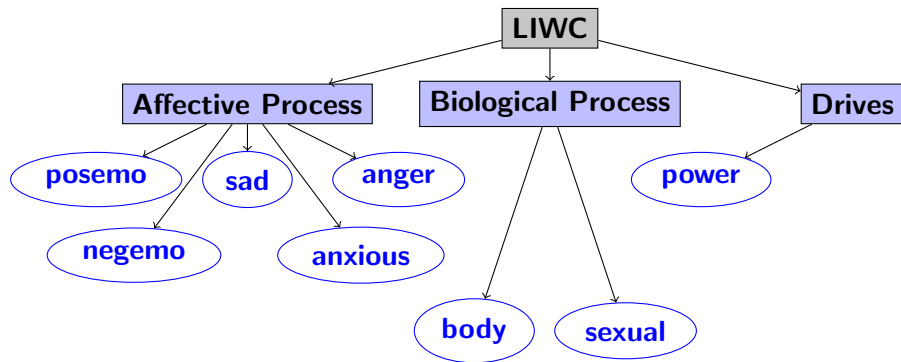 LIWC
Affective Process
Biological Process
Drives
posemo
sad
anger
power
negemo
anxious
body
sexual